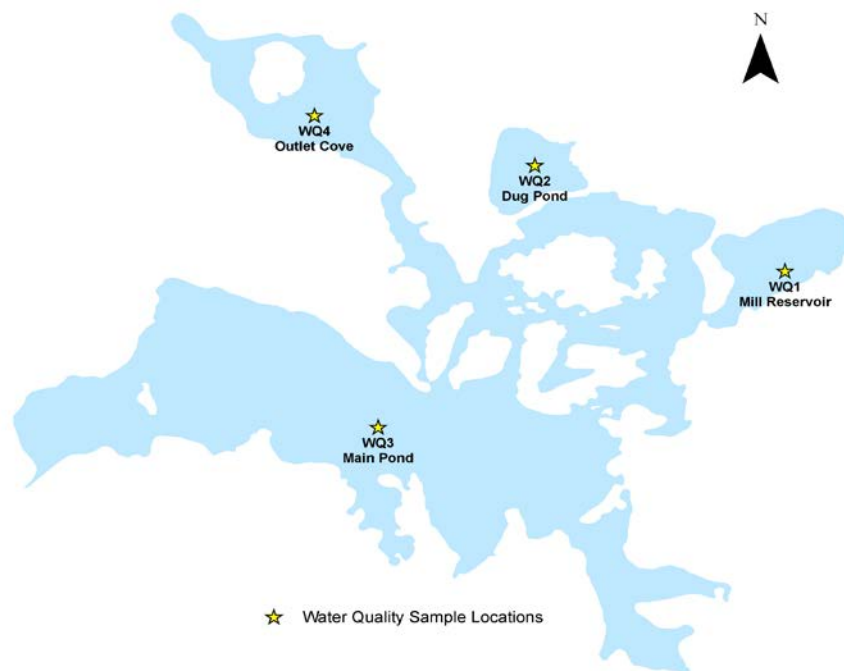 N
WQ4
Outlet Cove
WQ2
Dug Pond
WQ1
Mill Reservoir
WQ3
Main Pond
Water Quality Sample Locations